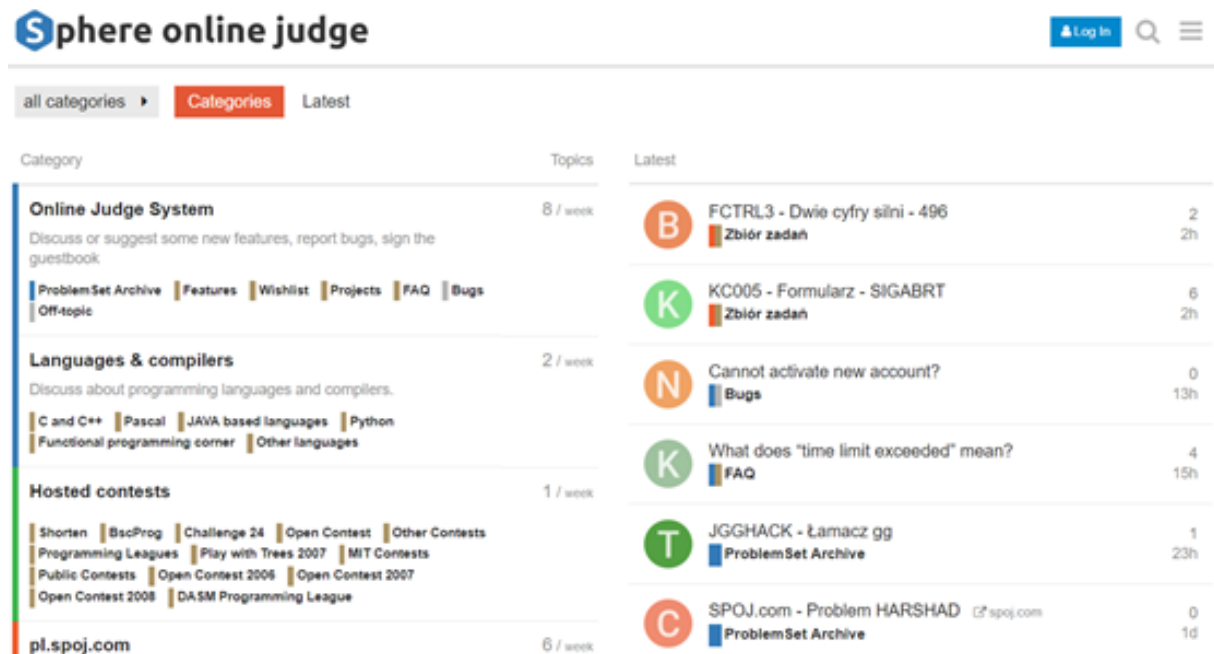 Sphere online judge
Log In
all categories
Categories
Latest
Category
Topics
Online Judge System
8 / week
Discuss or suggest some new features, report bugs, sign the
guestbook
ProblemSet Archive Features Wishlist Projects FAQ Bugs
Off-topic
Languages & compilers
2 / week
Discuss about programming languages and compilers.
C and C++ Pascal JAVA based languages Python
Functional programming corner Other languages
Hosted contests
1 / week
Shorten BscProg Challenge 24 Open Contest Other Contests
Programming Leagues Play with Trees 2007 MIT Contests
Public Contests Open Contest 2006 Open Contest 2007
Open Contest 2008 DASM Programming League
pl.spoj.com
6 / week
Latest
B
FCTRL3 - Dwie cyfry silni - 496
2
Zbiór zadań
2h
K
KC005 - Formularz - SIGABRT
6
Zbiór zadań
2h
N
Cannot activate new account?
0
Bugs
13h
K
What does “time limit exceeded” mean?
4
FAQ
15h
T
JGGHACK - Łamacz gg
1
ProblemSet Archive
23h
C
SPOJ.com - Problem HARSHAD spoj.com
0
ProblemSet Archive
1d